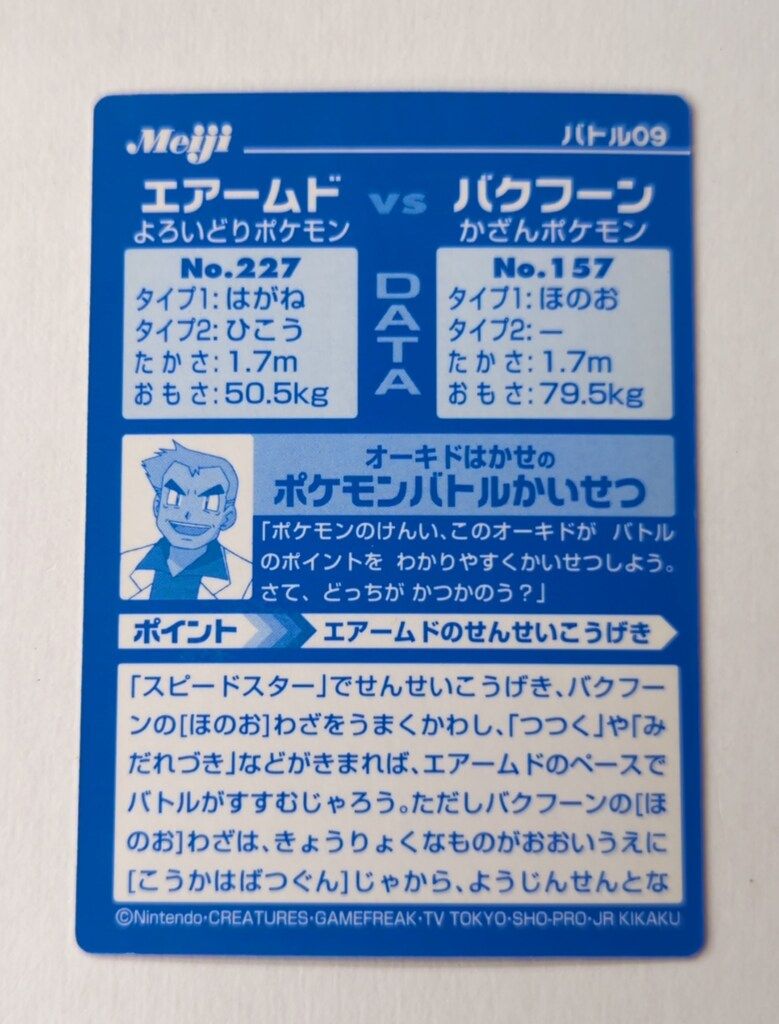 Meiji
バトル09
エアームド vs バクフーン
よろいどりポケモン かざんポケモン
DATA
No.227
タイプ1:はがね
タイプ2:ひこう
たかさ:1.7m
おもさ:50.5kg
No.157
タイプ1:ほのお
タイプ2:ー
たかさ:1.7m
おもさ:79.5kg
オーキドはかせの
ポケモンバトルかいせつ
「ポケモンのけんい、このオーキドが バトル
のポイントを わかりやすくかいせつしよう。
さて、どっちが かつかのう?」
ポイント エアームドのせんせいこうげき
「スピードスター」でせんせいこうげき、バクフー
ンの[ほのお]わざをうまくかわし、「つつく」や「み
だれづき」などがきまれば、エアームドのペースで
バトルがすすむじゃろう。ただしバクフーンの[ほ
のお]わざは、きょうりょくなものがおおいうえに
[こうかはばつぐん]じゃから、ようじんせんとな
©Nintendo・CREATURES・GAMEFREAK・TV TOKYO・SHO-PRO・JR KIKAKU